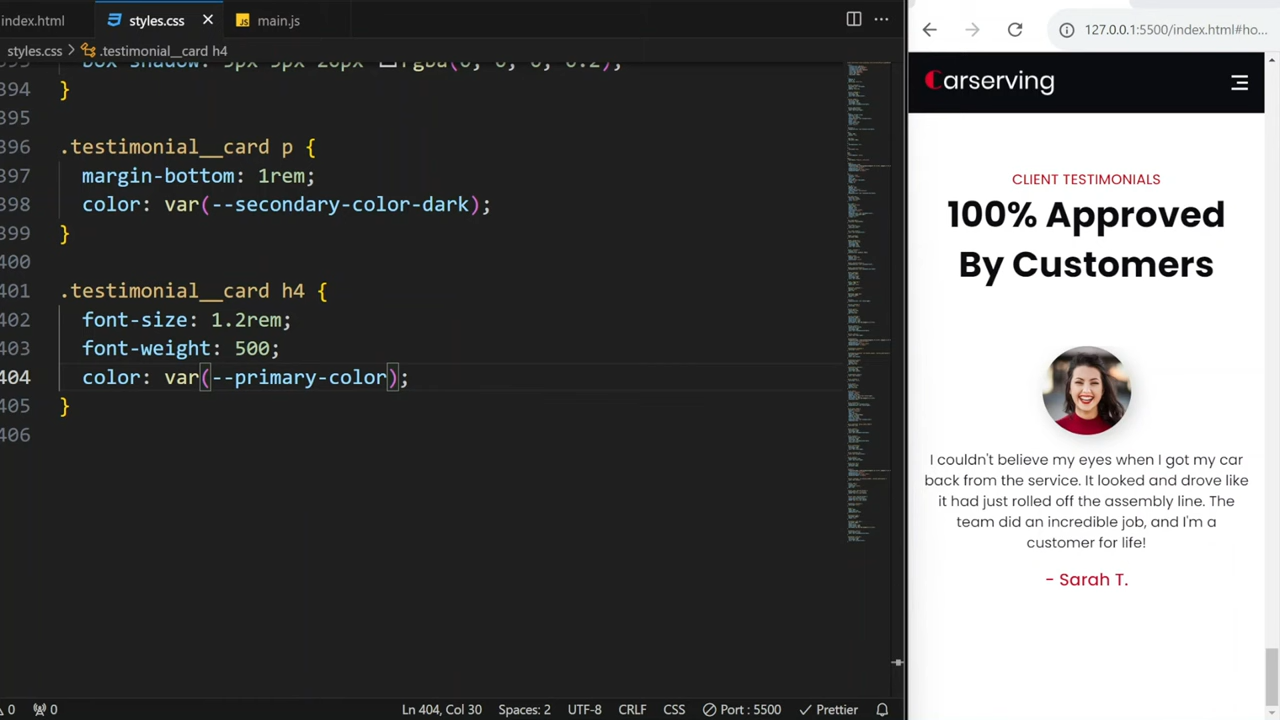 index.html
styles.css
main.js
127.0.0.1:5500/index.html#ho...
styles.css > .testimonial__card h4
394 }
395
396 .testimonial__card p {
397 margin-bottom: 1rem;
398 color: var(--secondary-color-dark);
399 }
400
401 .testimonial__card h4 {
402 font-size: 1.2rem;
403 font-weight: 500;
404 color: var(--primary-color);
405 }
406
Carserving
CLIENT TESTIMONIALS
100% Approved
By Customers
I couldn't believe my eyes when I got my car
back from the service. It looked and drove like
it had just rolled off the assembly line. The
team did an incredible job, and I'm a
customer for life!
- Sarah T.
0 0 Ln 404, Col 30 Spaces: 2 UTF-8 CRLF CSS Port : 5500 Prettier